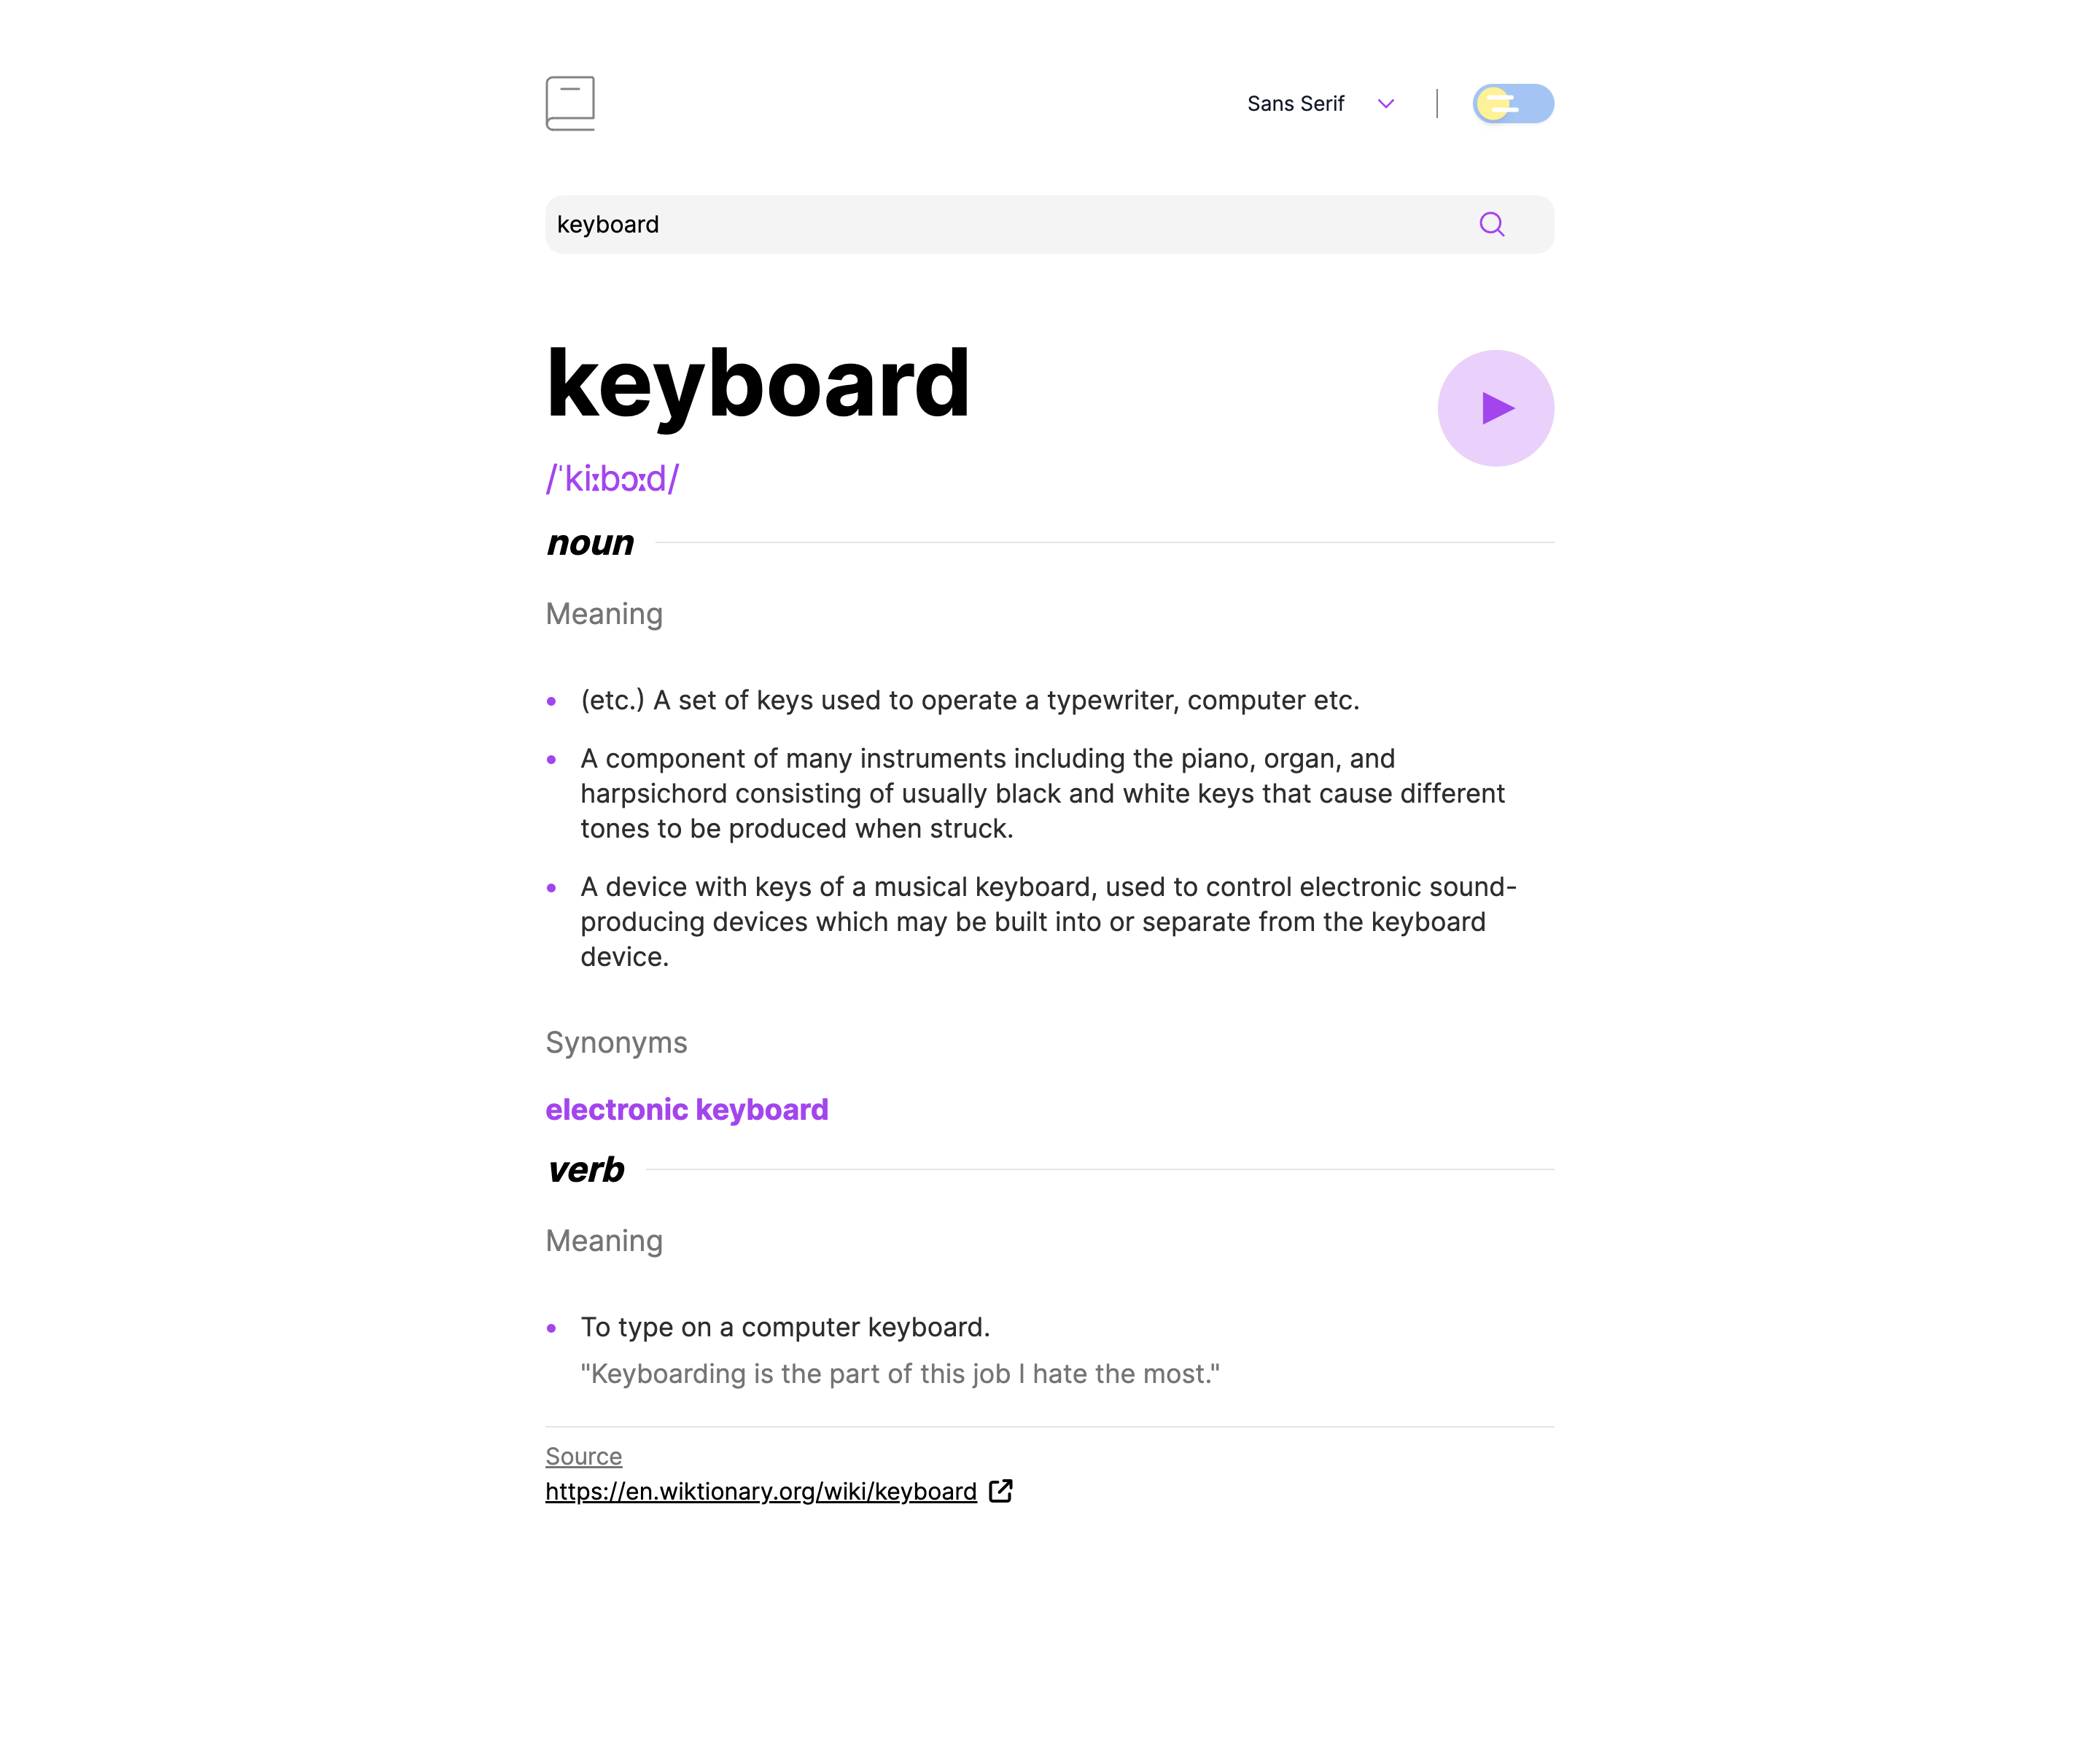 Sans Serif
keyboard
keyboard
/ˈkiːbɔːd/
noun
Meaning
(etc.) A set of keys used to operate a typewriter, computer etc.
A component of many instruments including the piano, organ, and
harpsichord consisting of usually black and white keys that cause different
tones to be produced when struck.
A device with keys of a musical keyboard, used to control electronic sound-
producing devices which may be built into or separate from the keyboard
device.
Synonyms
electronic keyboard
verb
Meaning
To type on a computer keyboard.
"Keyboarding is the part of this job I hate the most."
Source
https://en.wiktionary.org/wiki/keyboard